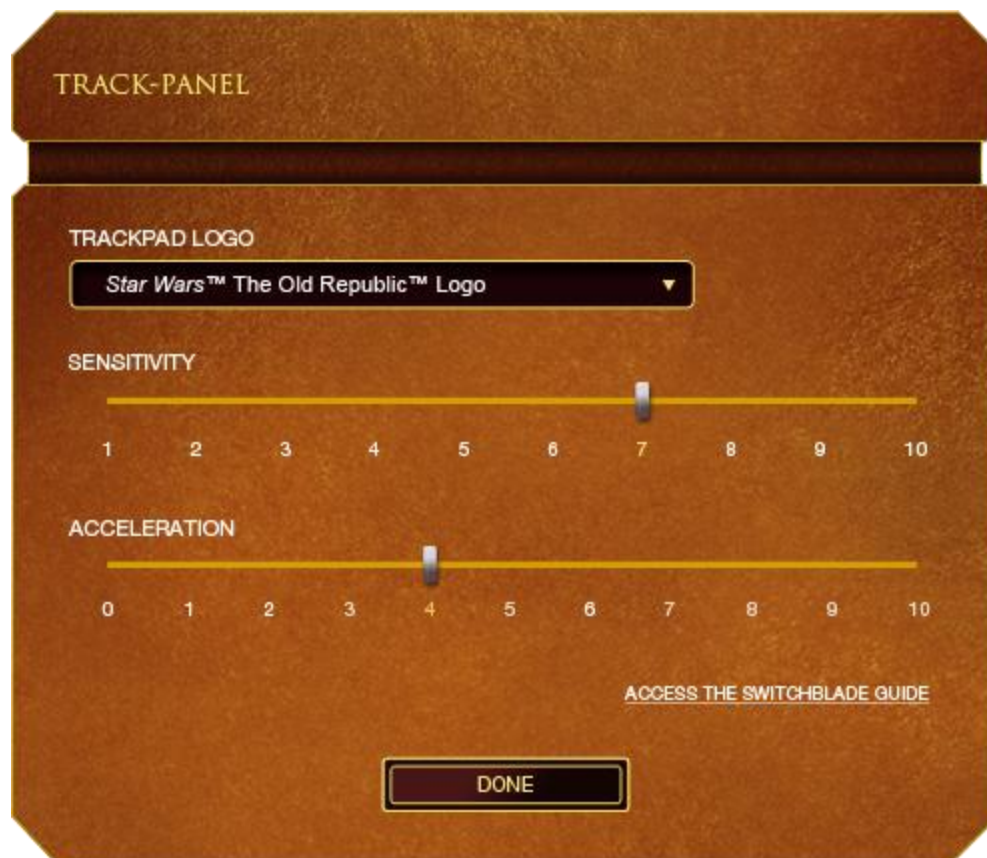 TRACK-PANEL
TRACKPAD LOGO
Star Wars™ The Old Republic™ Logo
SENSITIVITY
1 2 3 4 5 6 7 8 9 10
ACCELERATION
0 1 2 3 4 5 6 7 8 9 10
ACCESS THE SWITCHBLADE GUIDE
DONE